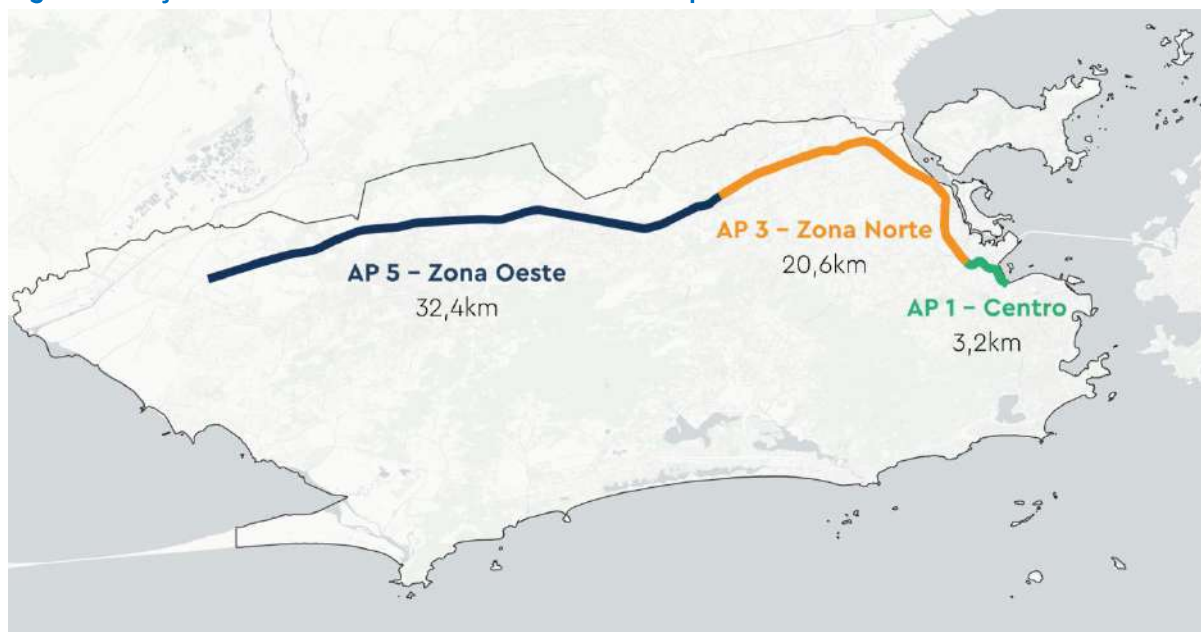 AP 3 – Zona Norte
20,6km
AP 5 – Zona Oeste
32,4km
AP 1 – Centro
3,2km